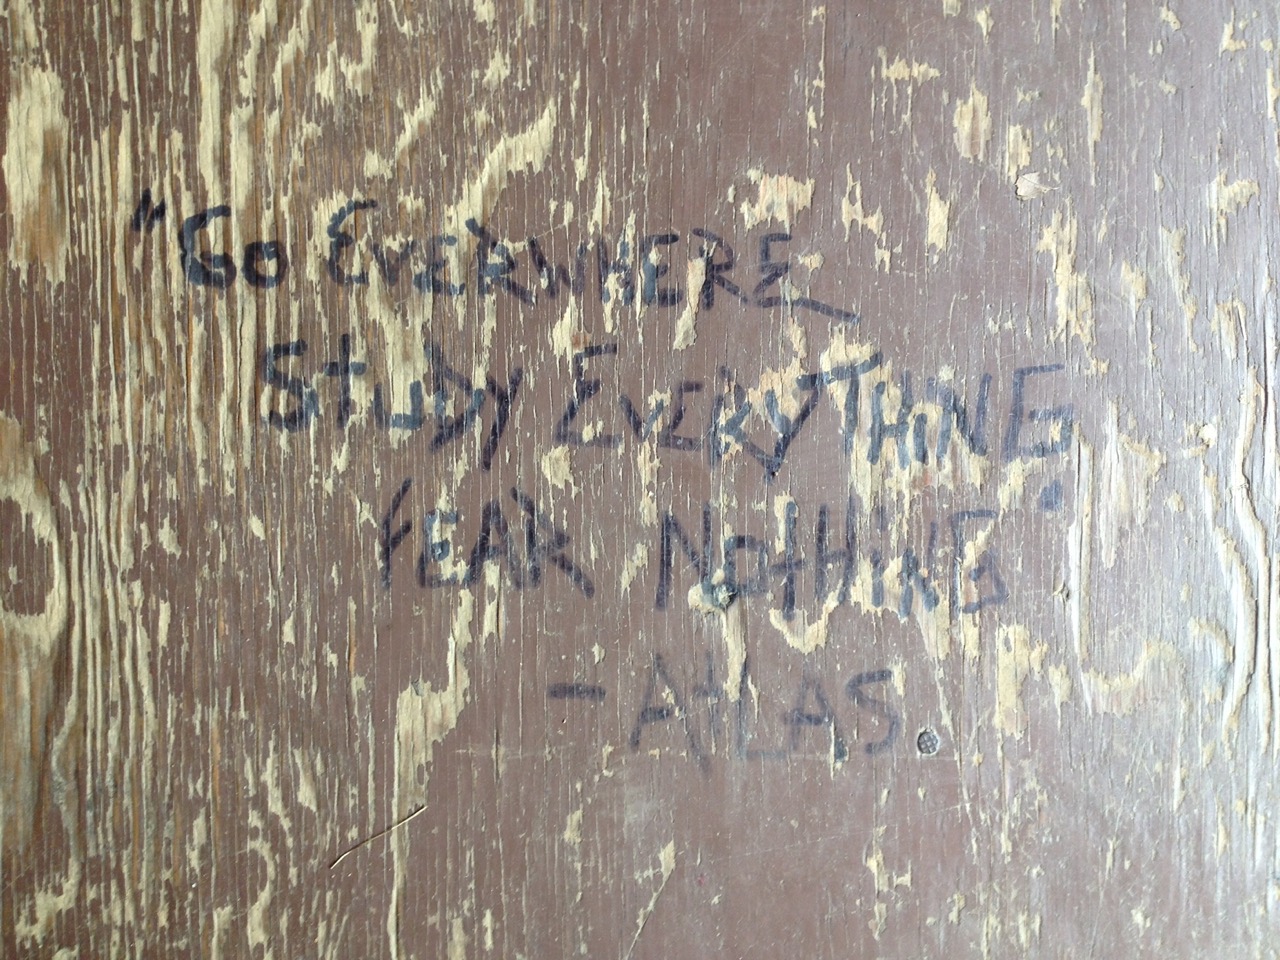 "Go EVERWHERE
StuDY EVERYTHING
FEAR NotHiNG
- AtLAS